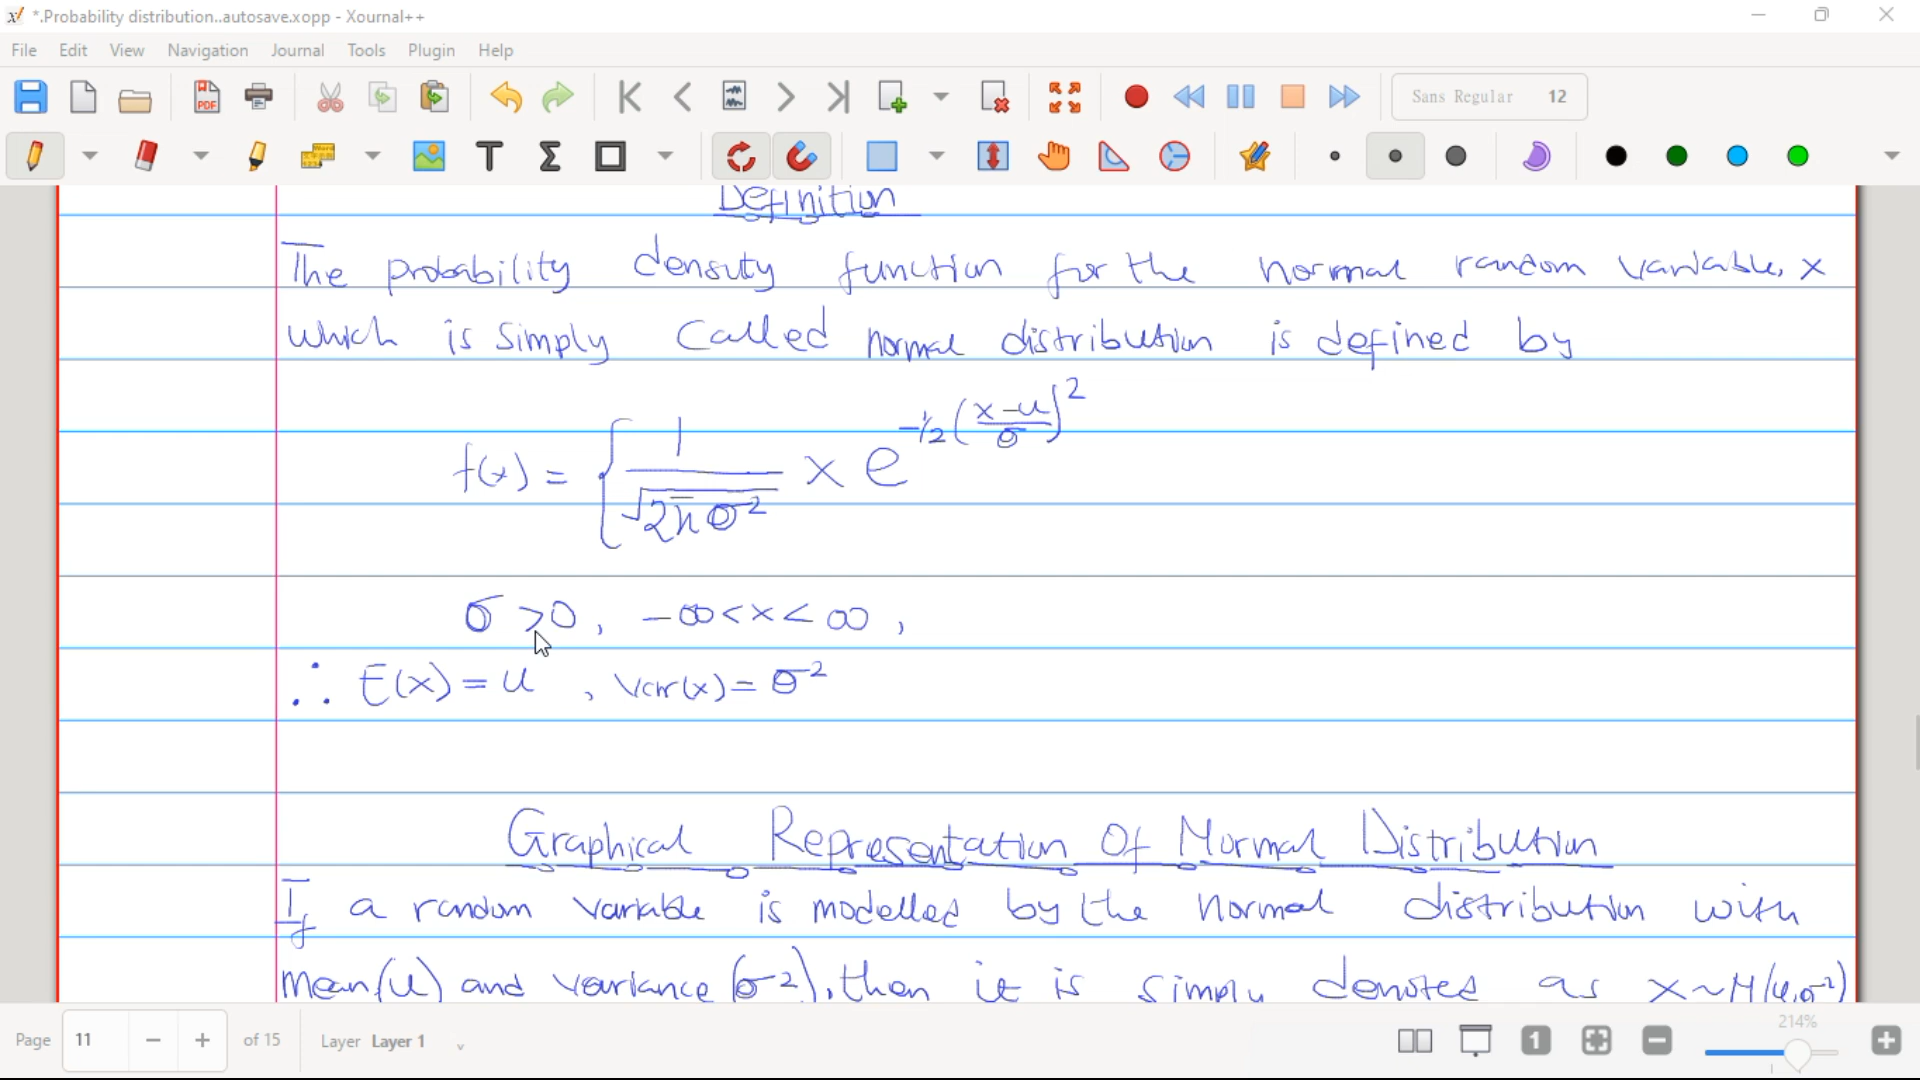 *.Probability distribution..autosave.xopp - Xournal++
File Edit View Navigation Journal Tools Plugin Help
Sans Regular 12
Definition
The probability density function for the normal random variable, x
which is simply called normal distribution is defined by
f(x) = { 1/√2πσ² × e^-1/2 (x-u/σ)²
σ >0, -∞<x<∞,
∴ E(x) = u , Var(x) = σ²
Graphical Representation Of Normal Distribution
If a random variable is modelled by the normal distribution with
mean(u) and variance (σ²), then it is simply denoted as x~N(u,σ²)
Page 11 of 15 Layer Layer 1 214%